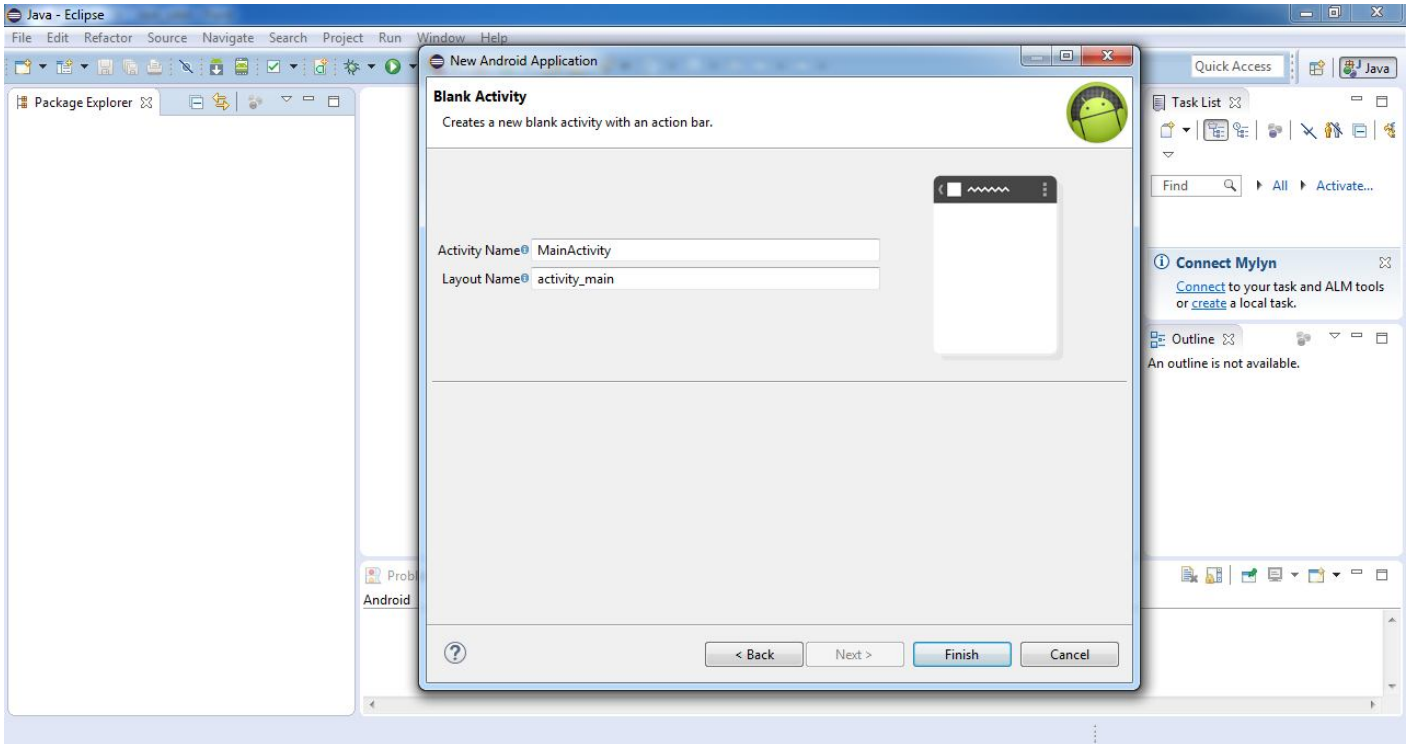 Java - Eclipse
File Edit Refactor Source Navigate Search Project Run Window Help
Quick Access
Java
Package Explorer
New Android Application
Blank Activity
Creates a new blank activity with an action bar.
Activity Name MainActivity
Layout Name activity_main
< Back Next > Finish Cancel
Task List
Find All Activate...
Connect Mylyn
Connect to your task and ALM tools
or create a local task.
Outline
An outline is not available.
Android